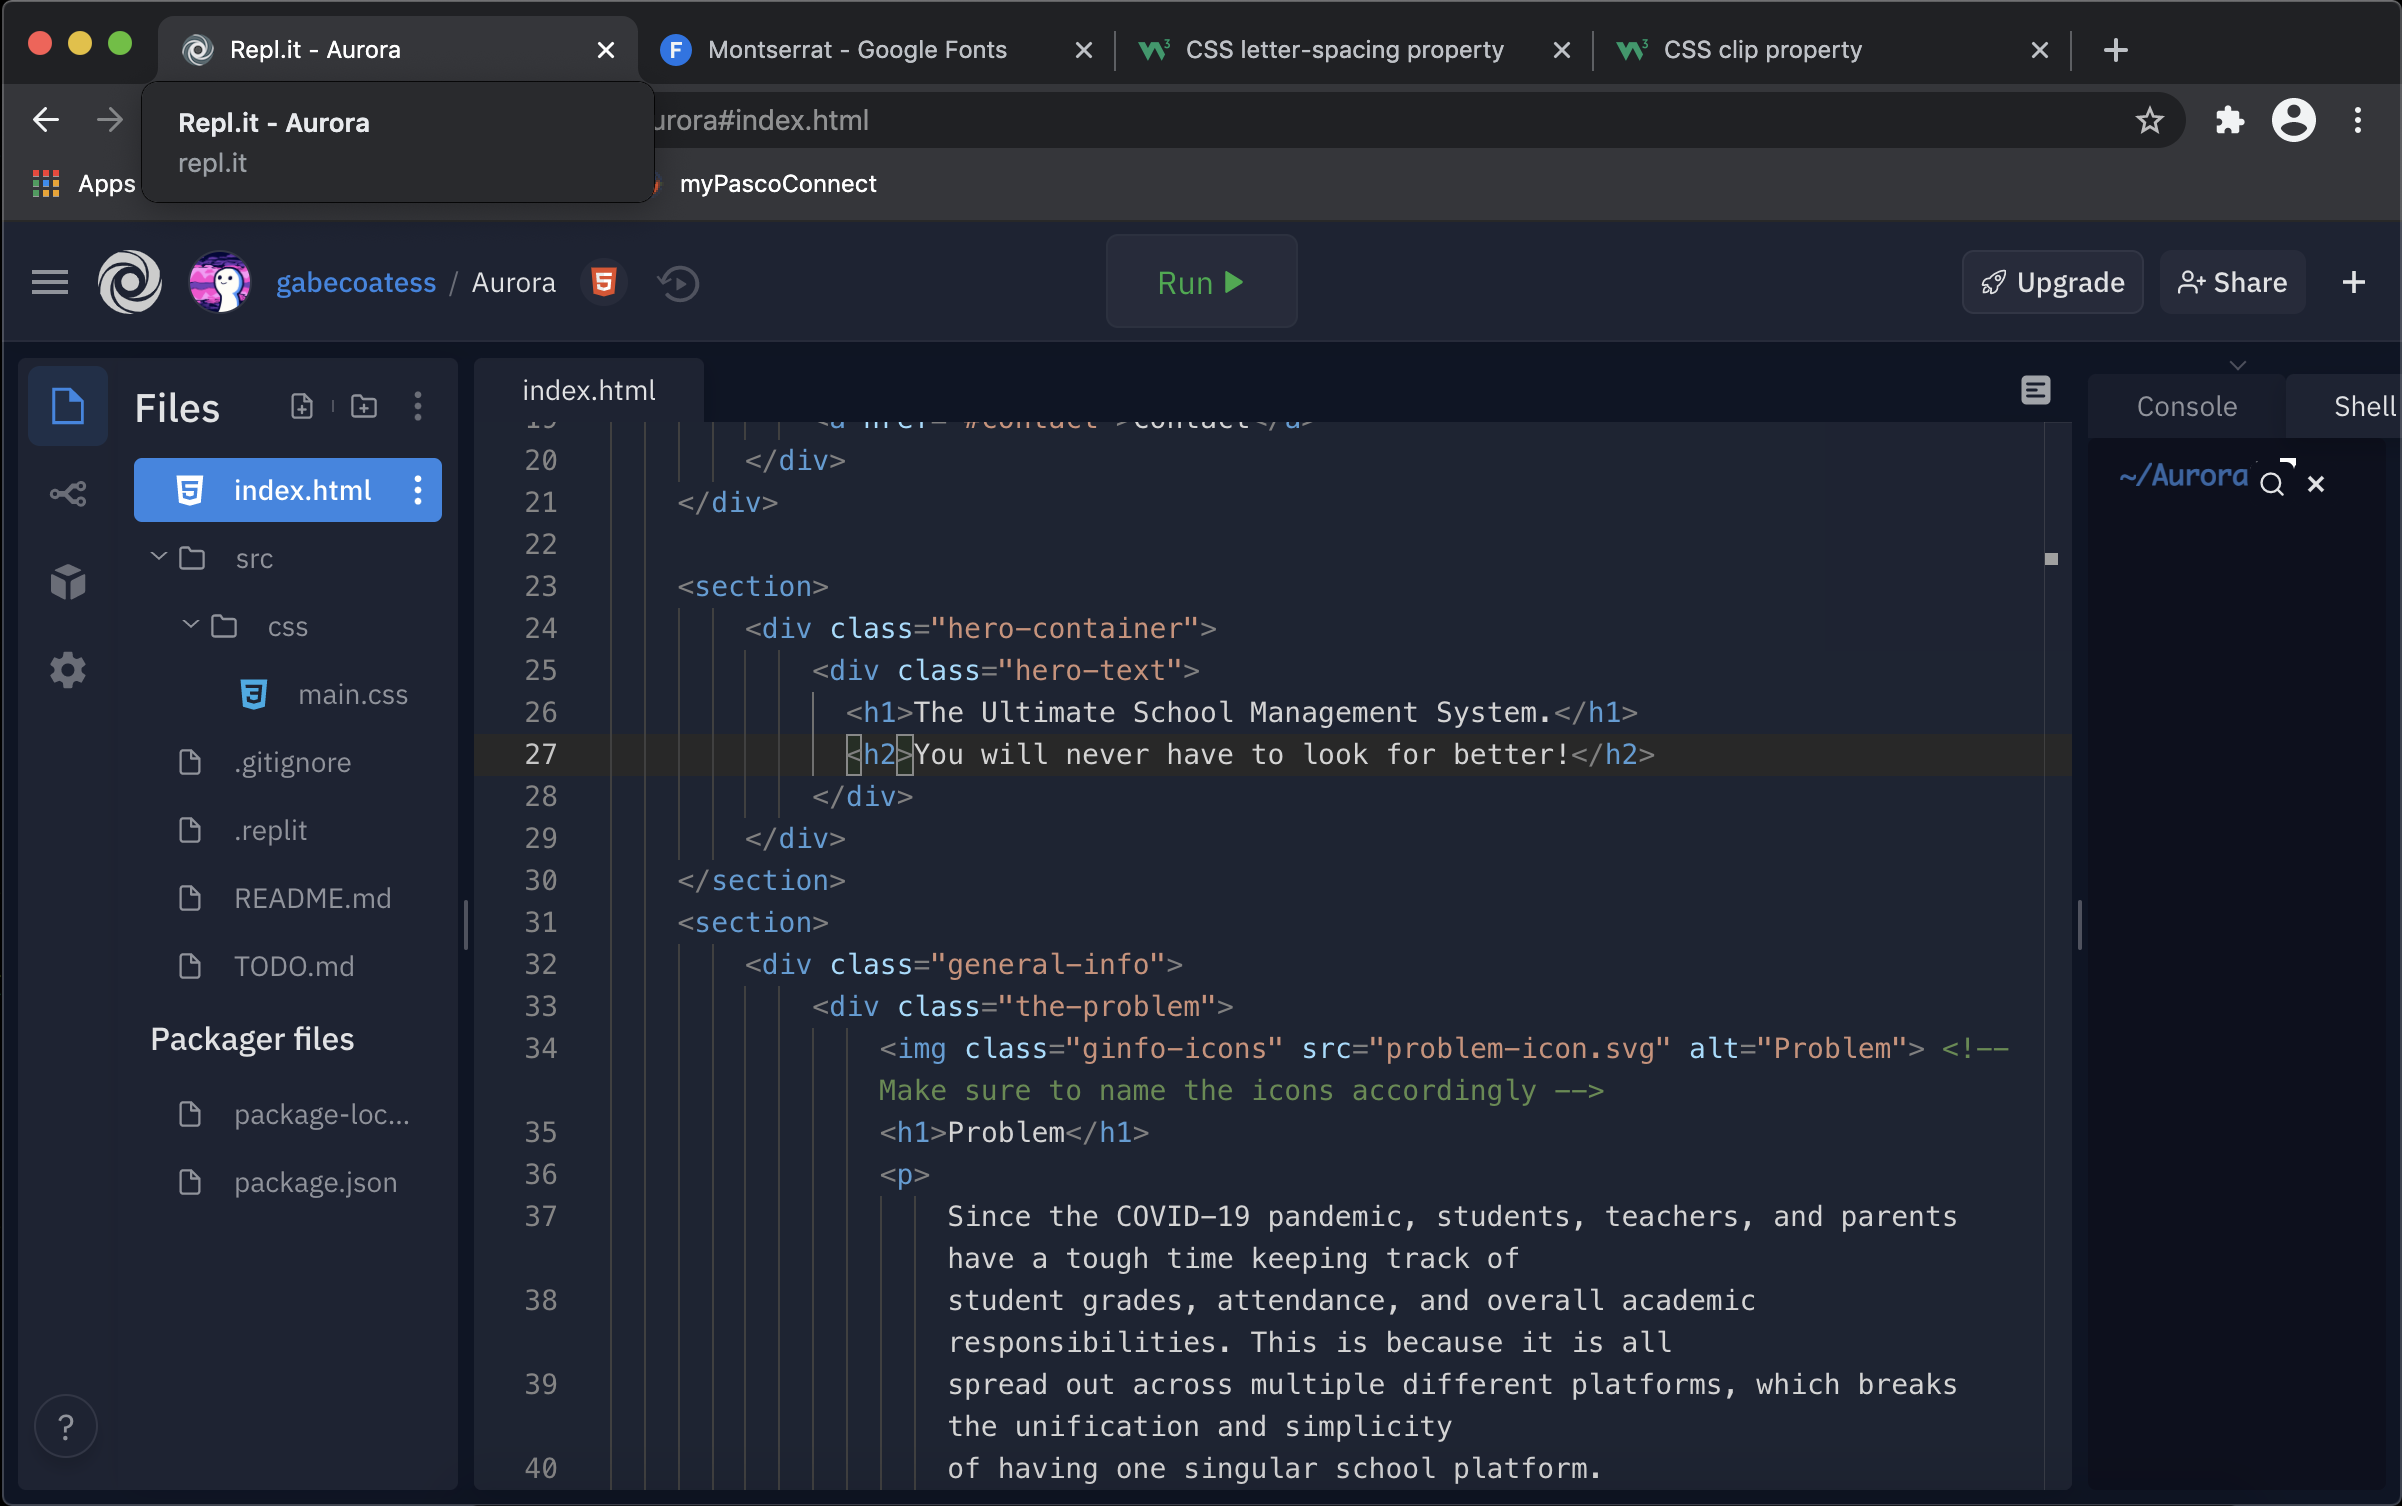 Repl.it - Aurora
Montserrat - Google Fonts
CSS letter-spacing property
CSS clip property
Repl.it - Aurora
repl.it
urora#index.html
Apps
myPascoConnect
gabecoatess / Aurora
Run
Upgrade
Share
Files
index.html
src
css
main.css
.gitignore
.replit
README.md
TODO.md
Packager files
package-loc...
package.json
?
index.html
19 <a href="#contact">Contact</a>
20 </div>
21 </div>
22
23 <section>
24 <div class="hero-container">
25 <div class="hero-text">
26 <h1>The Ultimate School Management System.</h1>
27 <h2>You will never have to look for better!</h2>
28 </div>
29 </div>
30 </section>
31 <section>
32 <div class="general-info">
33 <div class="the-problem">
34 <img class="ginfo-icons" src="problem-icon.svg" alt="Problem"> <!--
Make sure to name the icons accordingly -->
35 <h1>Problem</h1>
36 <p>
37 Since the COVID-19 pandemic, students, teachers, and parents
have a tough time keeping track of
38 student grades, attendance, and overall academic
responsibilities. This is because it is all
39 spread out across multiple different platforms, which breaks
the unification and simplicity
40 of having one singular school platform.
Console
Shell
~/Aurora